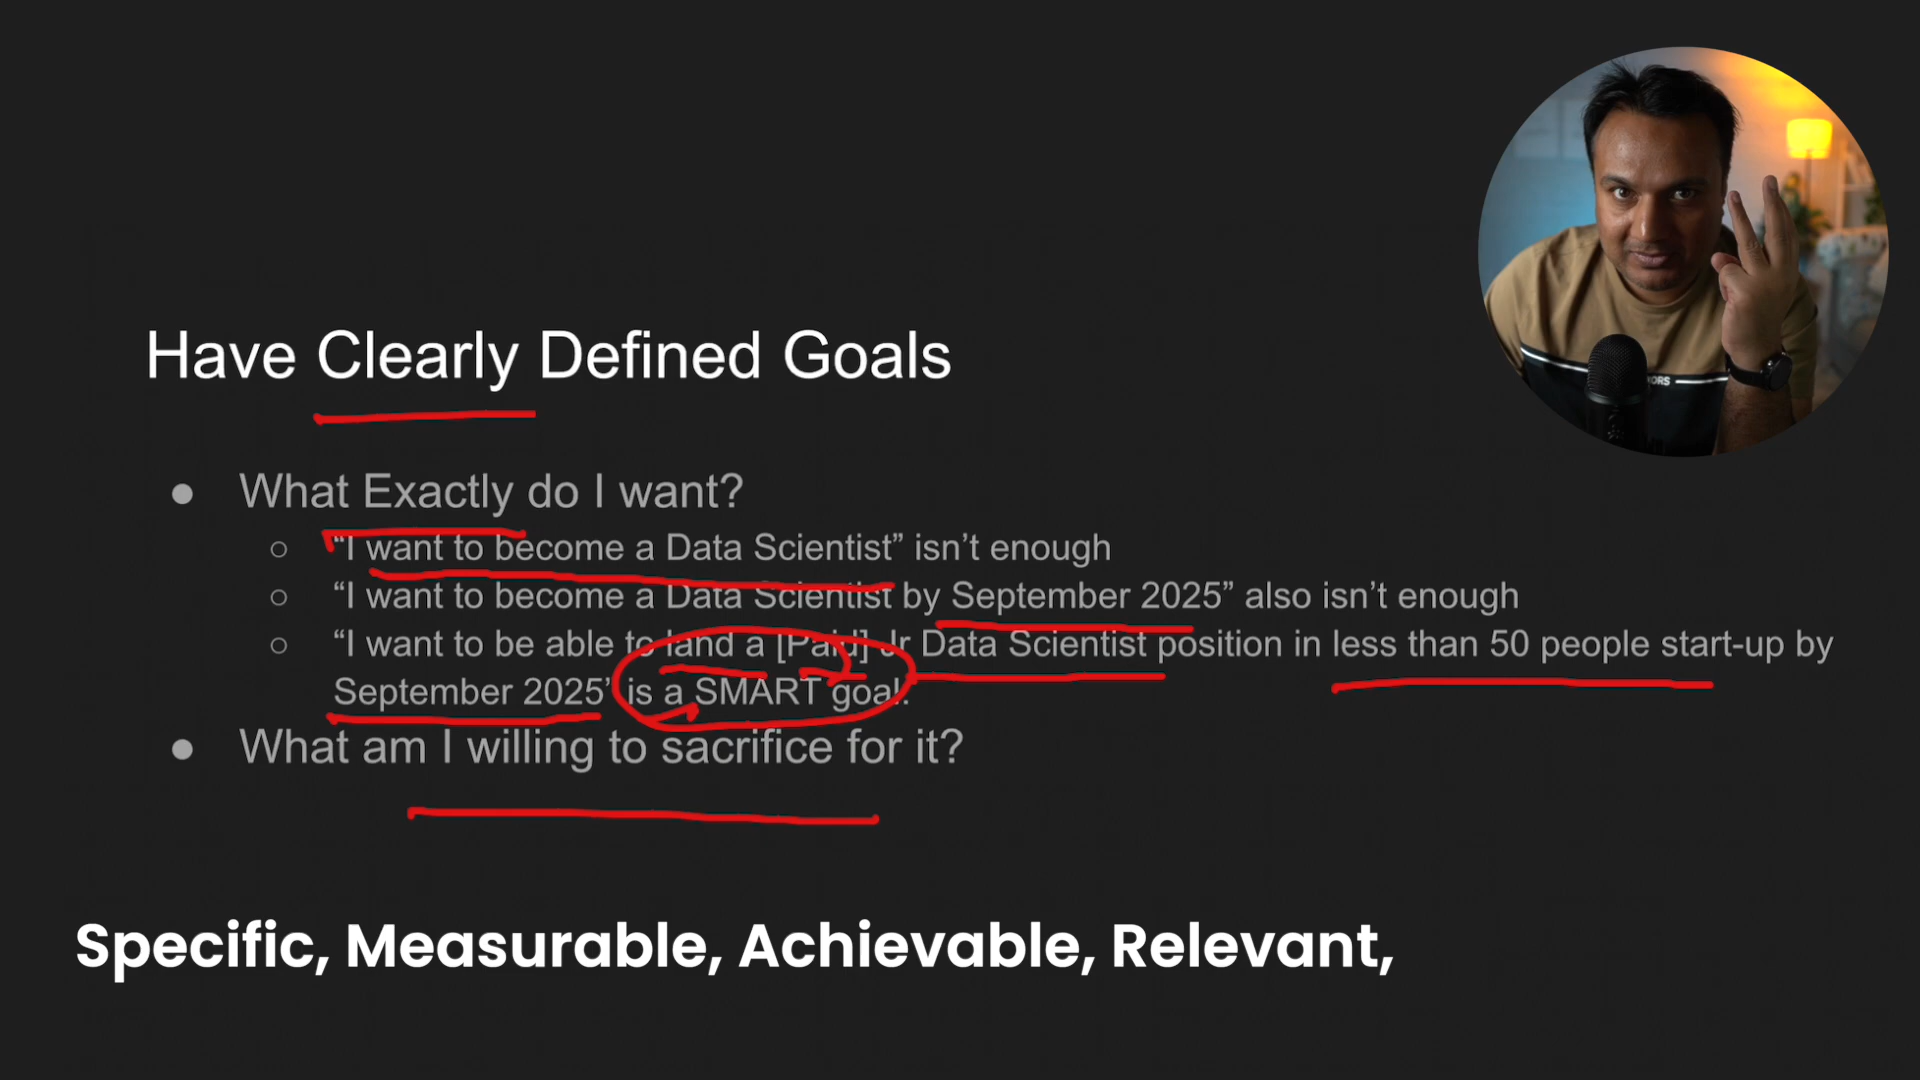 Have Clearly Defined Goals
● What Exactly do I want?
○ “I want to become a Data Scientist” isn’t enough
○ “I want to become a Data Scientist by September 2025” also isn’t enough
○ “I want to be able to land a [Paid] Jr Data Scientist position in less than 50 people start-up by
September 2025’ is a SMART goal.
● What am I willing to sacrifice for it?
Specific, Measurable, Achievable, Relevant,